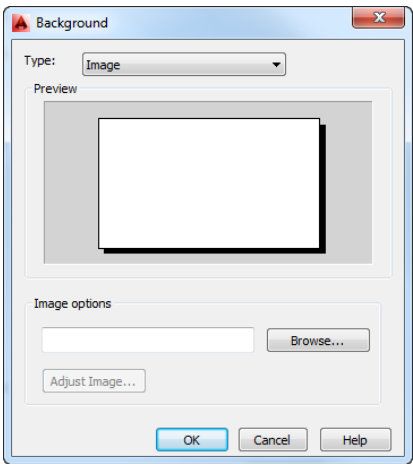 Background
Type: Image
Preview
Image options
Browse...
Adjust Image...
OK Cancel Help